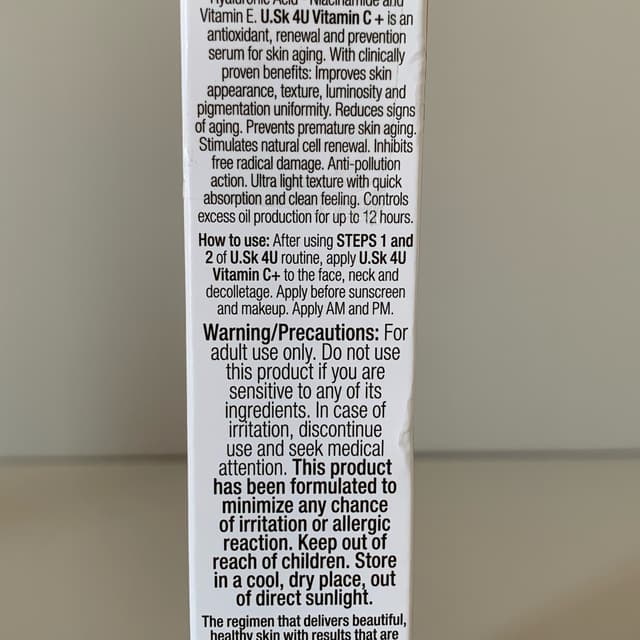 Hyaluronic Acid - Niacinamide and
Vitamin E. U.Sk 4U Vitamin C + is an
antioxidant, renewal and prevention
serum for skin aging. With clinically
proven benefits: Improves skin
appearance, texture, luminosity and
pigmentation uniformity. Reduces signs
of aging. Prevents premature skin aging.
Stimulates natural cell renewal. Inhibits
free radical damage. Anti-pollution
action. Ultra light texture with quick
absorption and clean feeling. Controls
excess oil production for up to 12 hours.
How to use: After using STEPS 1 and
2 of U.Sk 4U routine, apply U.Sk 4U
Vitamin C+ to the face, neck and
decolletage. Apply before sunscreen
and makeup. Apply AM and PM.
Warning/Precautions: For
adult use only. Do not use
this product if you are
sensitive to any of its
ingredients. In case of
irritation, discontinue
use and seek medical
attention. This product
has been formulated to
minimize any chance
of irritation or allergic
reaction. Keep out of
reach of children. Store
in a cool, dry place, out
of direct sunlight.
The regimen that delivers beautiful,
healthy skin with results that are